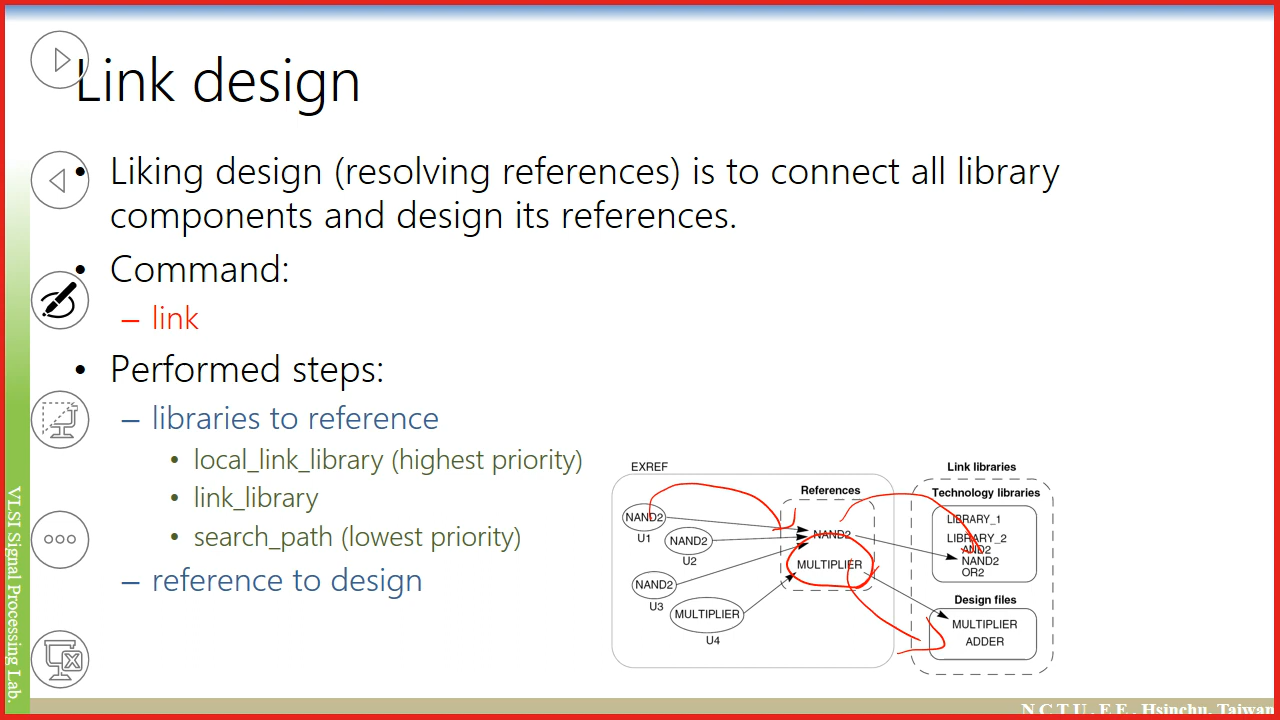 Link design
• Liking design (resolving references) is to connect all library
components and design its references.
• Command:
– link
• Performed steps:
– libraries to reference
• local_link_library (highest priority)
• link_library
• search_path (lowest priority)
– reference to design
EXREF
References
NAND2
U1
NAND2
U2
NAND2
U3
MULTIPLIER
U4
NAND2
MULTIPLIER
Link libraries
Technology libraries
LIBRARY_1
LIBRARY_2
AND2
NAND2
OR2
Design files
MULTIPLIER
ADDER
VLSI Signal Processing Lab.
N C T U. E E. Hsinchu, Taiwan